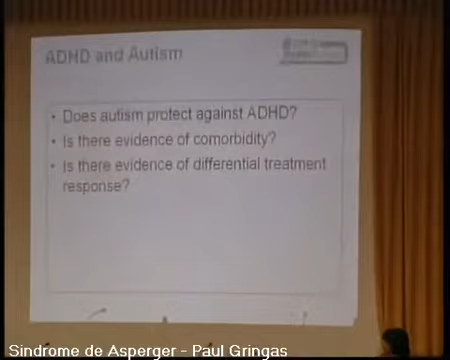 ADHD and Autism
• Does autism protect against ADHD?
• Is there evidence of comorbidity?
• Is there evidence of differential treatment
response?
Sindrome de Asperger - Paul Gringas